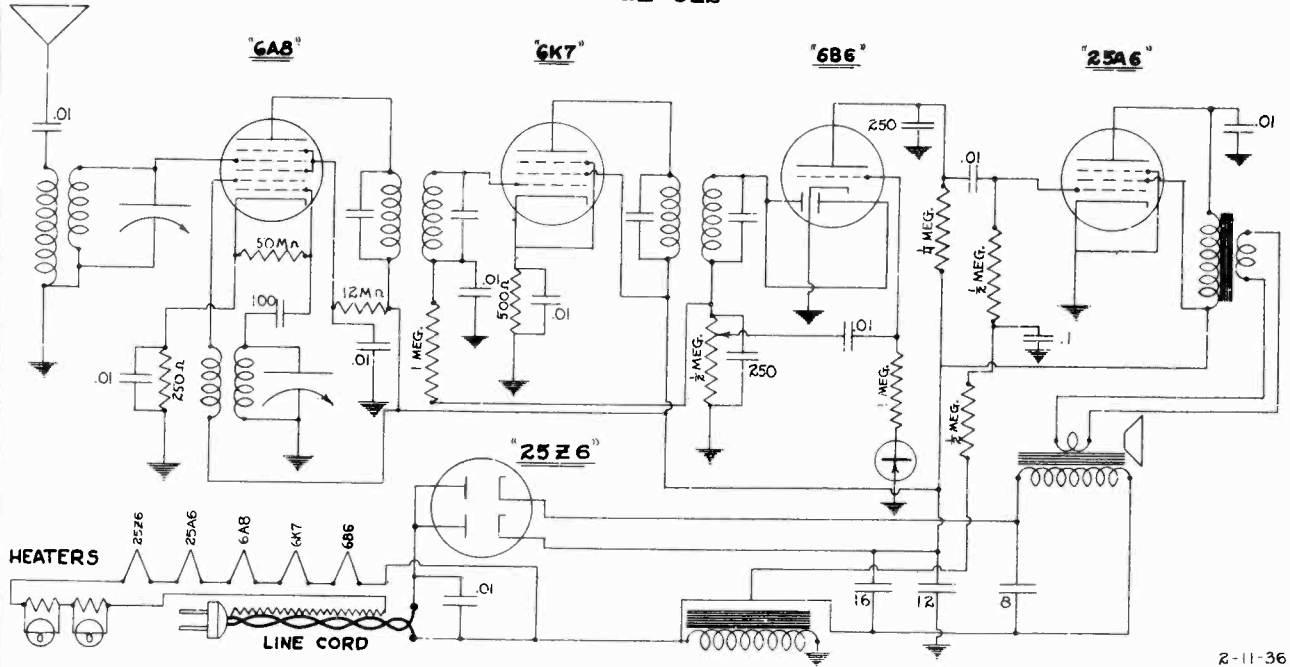 "6A8"
"6K7"
"6B6"
"25A6"
.01
250
.01
.01
50MΩ
¼ MEG.
½ MEG.
100
12MΩ
.01
500Ω
.01
1 MEG.
.01
½ MEG.
250
.01
.1
.01
250Ω
1 MEG.
½ MEG.
"25Z6"
25Z6
25A6
6A8
6K7
6B6
HEATERS
.01
16
12
8
LINE CORD
2-11-36